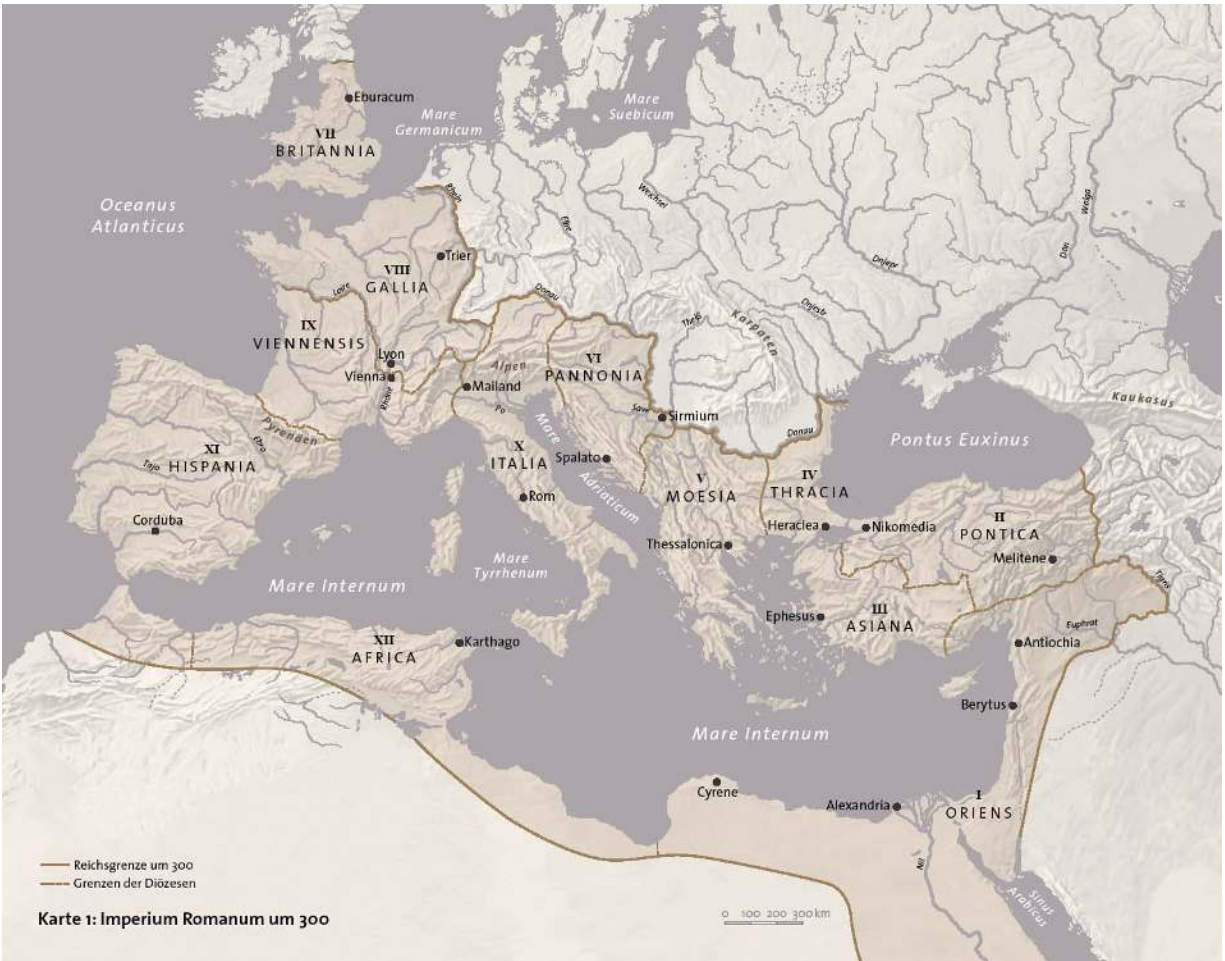 Eburacum
Mare
Germanicum
Mare
Suebicum
VII
BRITANNIA
Oceanus
Atlanticus
Rhein
Elbe
Weichsel
Wolga
Don
Dnjepr
Trier
VIII
GALLIA
Loire
Donau
Dnjestr
Theiß
Karpaten
IX
VIENNENSIS
Lyon
Vienna
Rhône
Alpen
Mailand
Po
VI
PANNONIA
Save
Sirmium
Donau
Kaukasus
Pyrenäen
Ebro
XI
HISPANIA
Tajo
Corduba
X
ITALIA
Rom
Mare
Adriaticum
Spalato
V
MOESIA
IV
THRACIA
Pontus Euxinus
Heraclea
Nikomedia
II
PONTICA
Melitene
Thessalonica
Mare
Tyrrhenum
Mare Internum
Tigris
Ephesus
III
ASIANA
Euphrat
Antiochia
XII
AFRICA
Karthago
Berytus
Mare Internum
Cyrene
Alexandria
I
ORIENS
Nil
Sinus
Arabicus
Reichsgrenze um 300
Grenzen der Diözesen
Karte 1: Imperium Romanum um 300
0 100 200 300 km